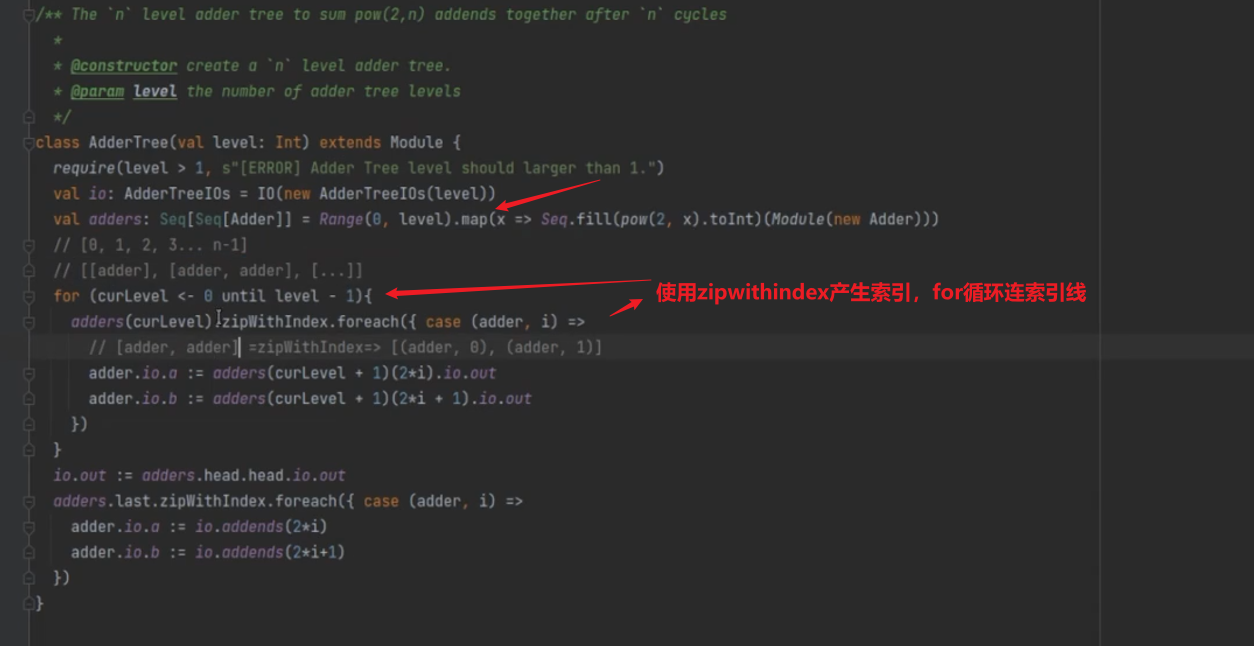 /** The `n` level adder tree to sum pow(2,n) addends together after `n` cycles
*
* @constructor create a `n` level adder tree.
* @param level the number of adder tree levels
*/
class AdderTree(val level: Int) extends Module {
require(level > 1, s"[ERROR] Adder Tree level should larger than 1.")
val io: AdderTreeIOs = IO(new AdderTreeIOs(level))
val adders: Seq[Seq[Adder]] = Range(0, level).map(x => Seq.fill(pow(2, x).toInt)(Module(new Adder)))
// [0, 1, 2, 3... n-1]
// [[adder], [adder, adder], [...]]
for (curLevel <- 0 until level - 1){
使用zipwithindex产生索引，for循环连索引线
adders(curLevel).zipWithIndex.foreach({ case (adder, i) =>
// [adder, adder] =zipWithIndex=> [(adder, 0), (adder, 1)]
adder.io.a := adders(curLevel + 1)(2*i).io.out
adder.io.b := adders(curLevel + 1)(2*i + 1).io.out
})
}
io.out := adders.head.head.io.out
adders.last.zipWithIndex.foreach({ case (adder, i) =>
adder.io.a := io.addends(2*i)
adder.io.b := io.addends(2*i+1)
})
}